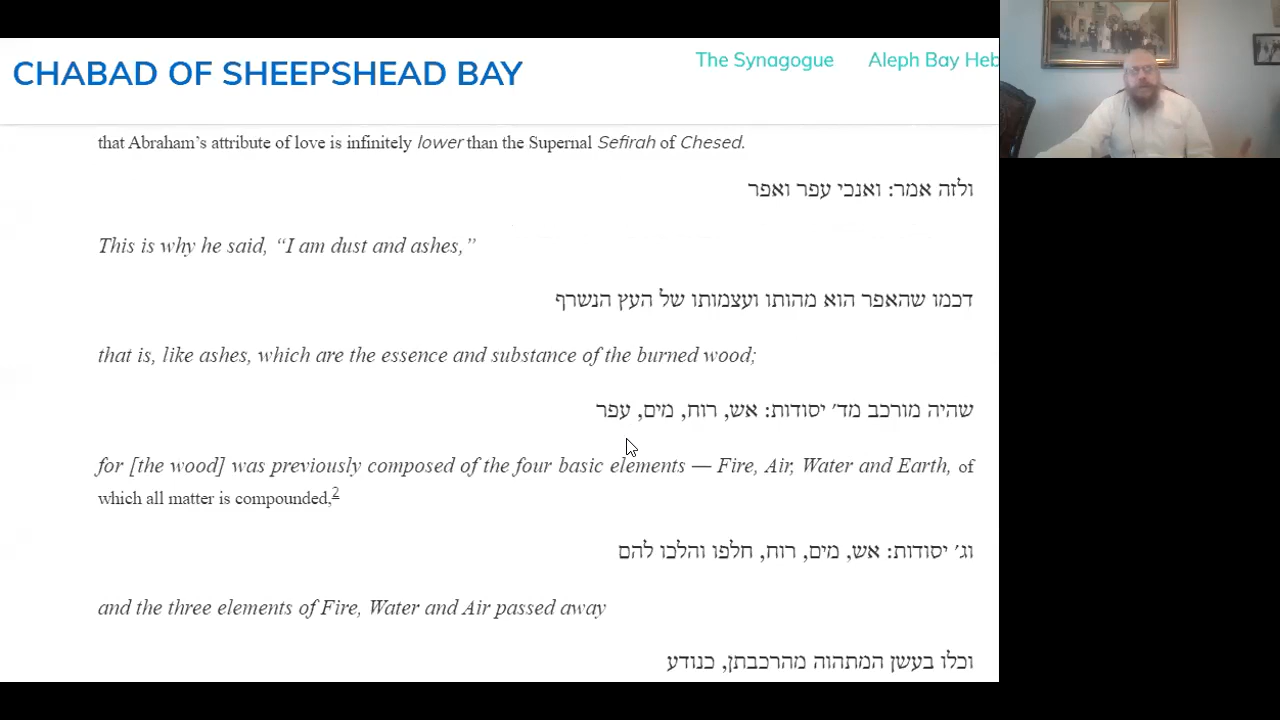 CHABAD OF SHEEPSHEAD BAY
The Synagogue
Aleph Bay Heb
that Abraham's attribute of love is infinitely lower than the Supernal Sefirah of Chesed.
ולזה אמר: ואנכי עפר ואפר
This is why he said, “I am dust and ashes,”
דכמו שהאפר הוא מהותו ועצמותו של העץ הנשרף
that is, like ashes, which are the essence and substance of the burned wood;
שהיה מורכב מד׳ יסודות: אש, רוח, מים, עפר
for [the wood] was previously composed of the four basic elements — Fire, Air, Water and Earth, of
which all matter is compounded,2
וג׳ יסודות: אש, מים, רוח, חלפו והלכו להם
and the three elements of Fire, Water and Air passed away
וכלו בעשן המתהוה מהרכבתן, כנודע